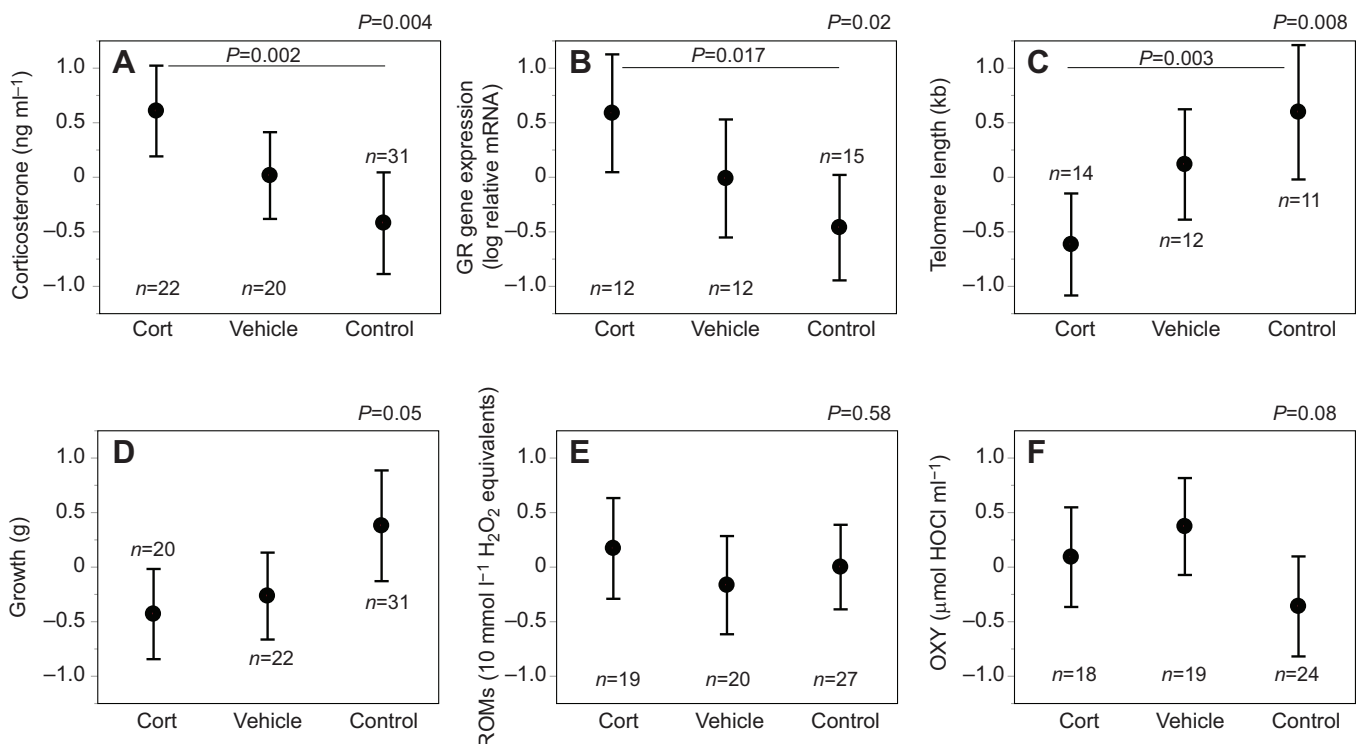 P=0.004
A
P=0.002
Corticosterone (ng ml⁻¹)
1.0
0.5
0
–0.5
–1.0
n=31
n=22
n=20
Cort
Vehicle
Control
P=0.02
B
P=0.017
GR gene expression
(log relative mRNA)
1.0
0.5
0
–0.5
–1.0
n=15
n=12
n=12
Cort
Vehicle
Control
P=0.008
C
P=0.003
Telomere length (kb)
1.0
0.5
0
–0.5
–1.0
n=14
n=12
n=11
Cort
Vehicle
Control
P=0.05
D
Growth (g)
1.0
0.5
0
–0.5
–1.0
n=20
n=22
n=31
Cort
Vehicle
Control
P=0.58
E
ROMs (10 mmol l⁻¹ H₂O₂ equivalents)
1.0
0.5
0
–0.5
–1.0
n=19
n=20
n=27
Cort
Vehicle
Control
P=0.08
F
OXY (μmol HOCl ml⁻¹)
1.0
0.5
0
–0.5
–1.0
n=18
n=19
n=24
Cort
Vehicle
Control